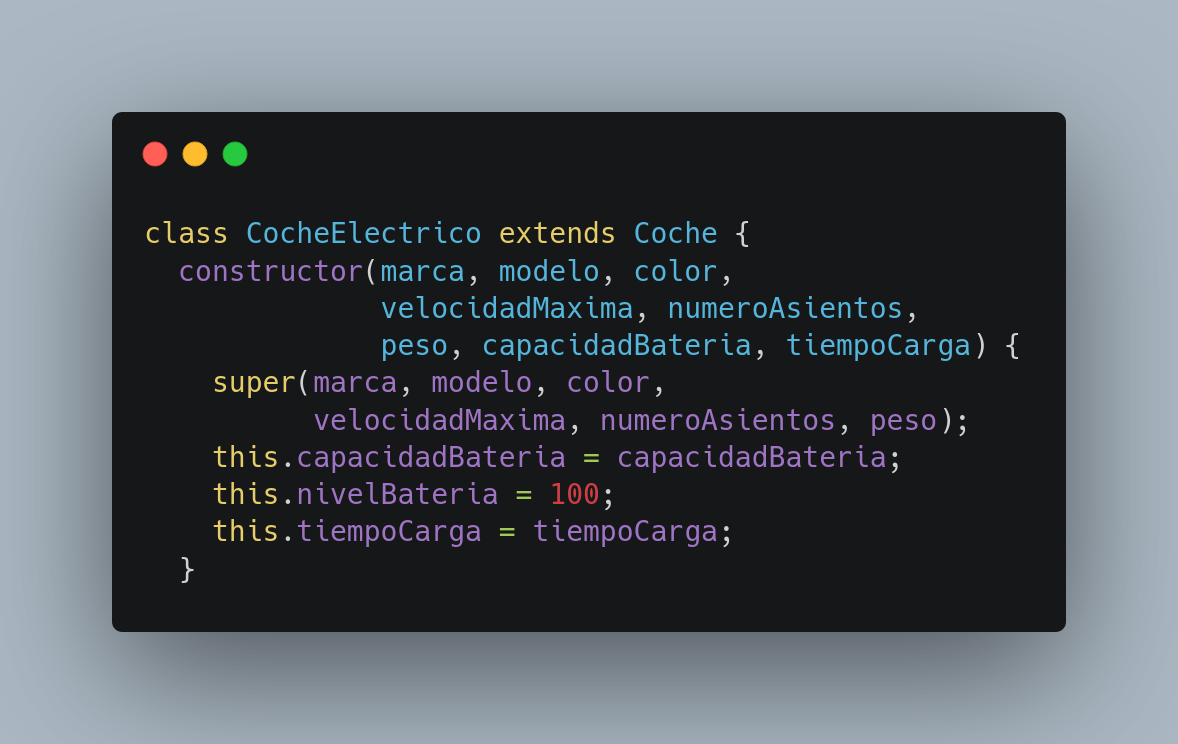 class CocheElectrico extends Coche {
  constructor(marca, modelo, color,
              velocidadMaxima, numeroAsientos,
              peso, capacidadBateria, tiempoCarga) {
    super(marca, modelo, color,
          velocidadMaxima, numeroAsientos, peso);
    this.capacidadBateria = capacidadBateria;
    this.nivelBateria = 100;
    this.tiempoCarga = tiempoCarga;
  }